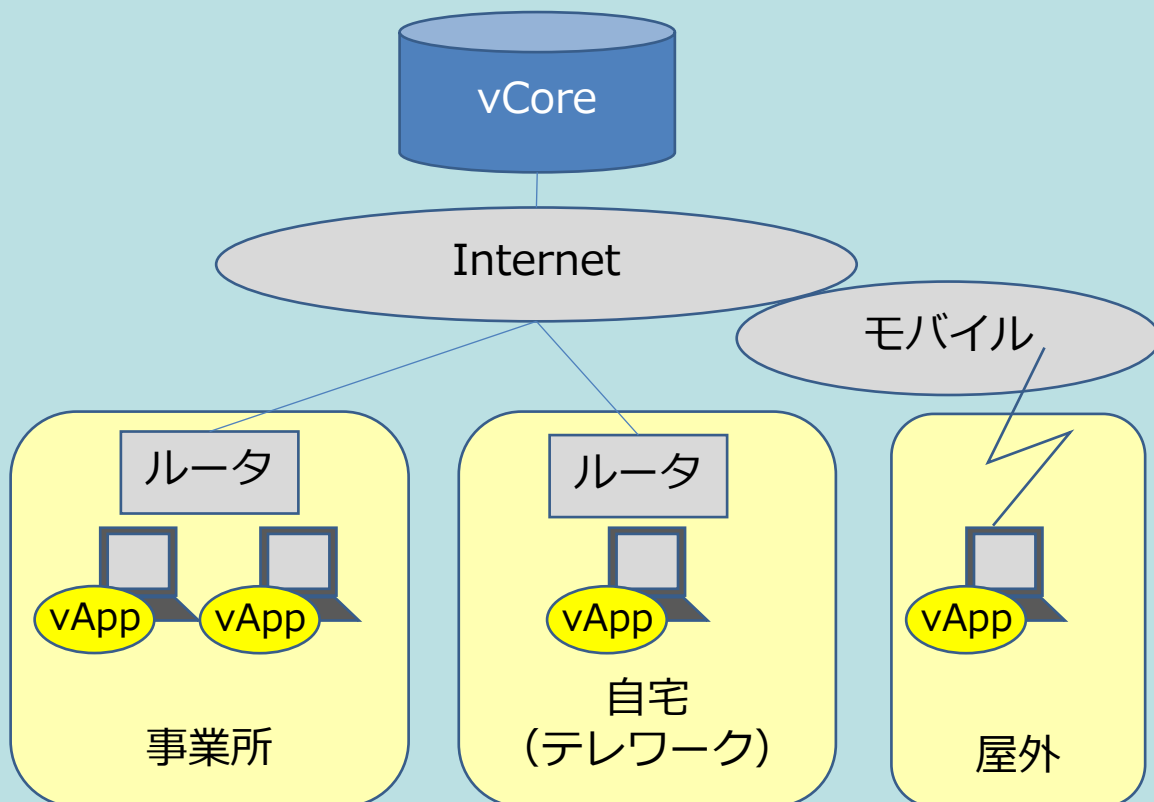 vCore
Internet
モバイル
ルータ
ルータ
vApp
vApp
vApp
vApp
事業所
自宅
（テレワーク）
屋外